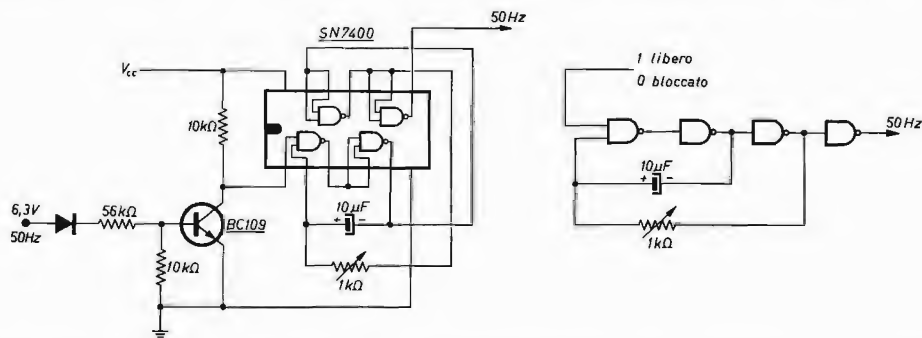 SN7400
50Hz
Vcc
10kΩ
6,3V
50Hz
56kΩ
BC109
10kΩ
+ 10μF -
1kΩ
1 libero
0 bloccato
50Hz
10μF
+ -
1kΩ